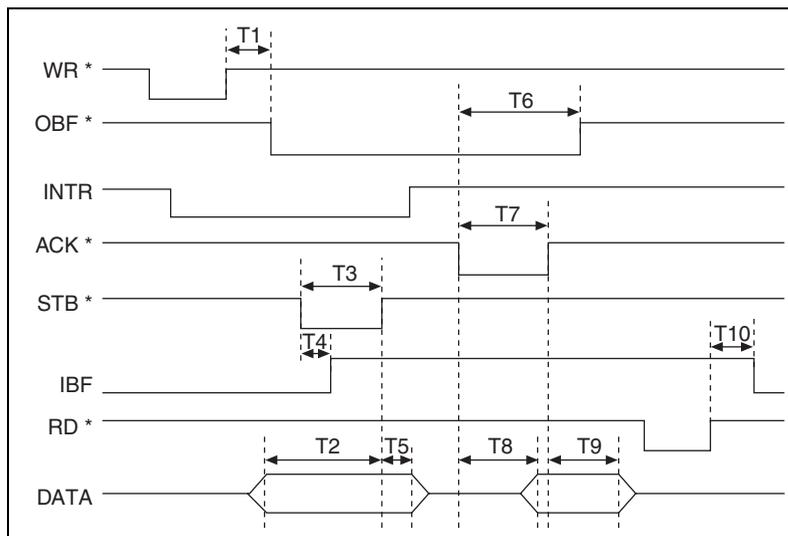 T1
WR *
T6
OBF *
INTR
T7
ACK *
T3
STB *
T4
T10
IBF
RD *
T2 T5 T8 T9
DATA